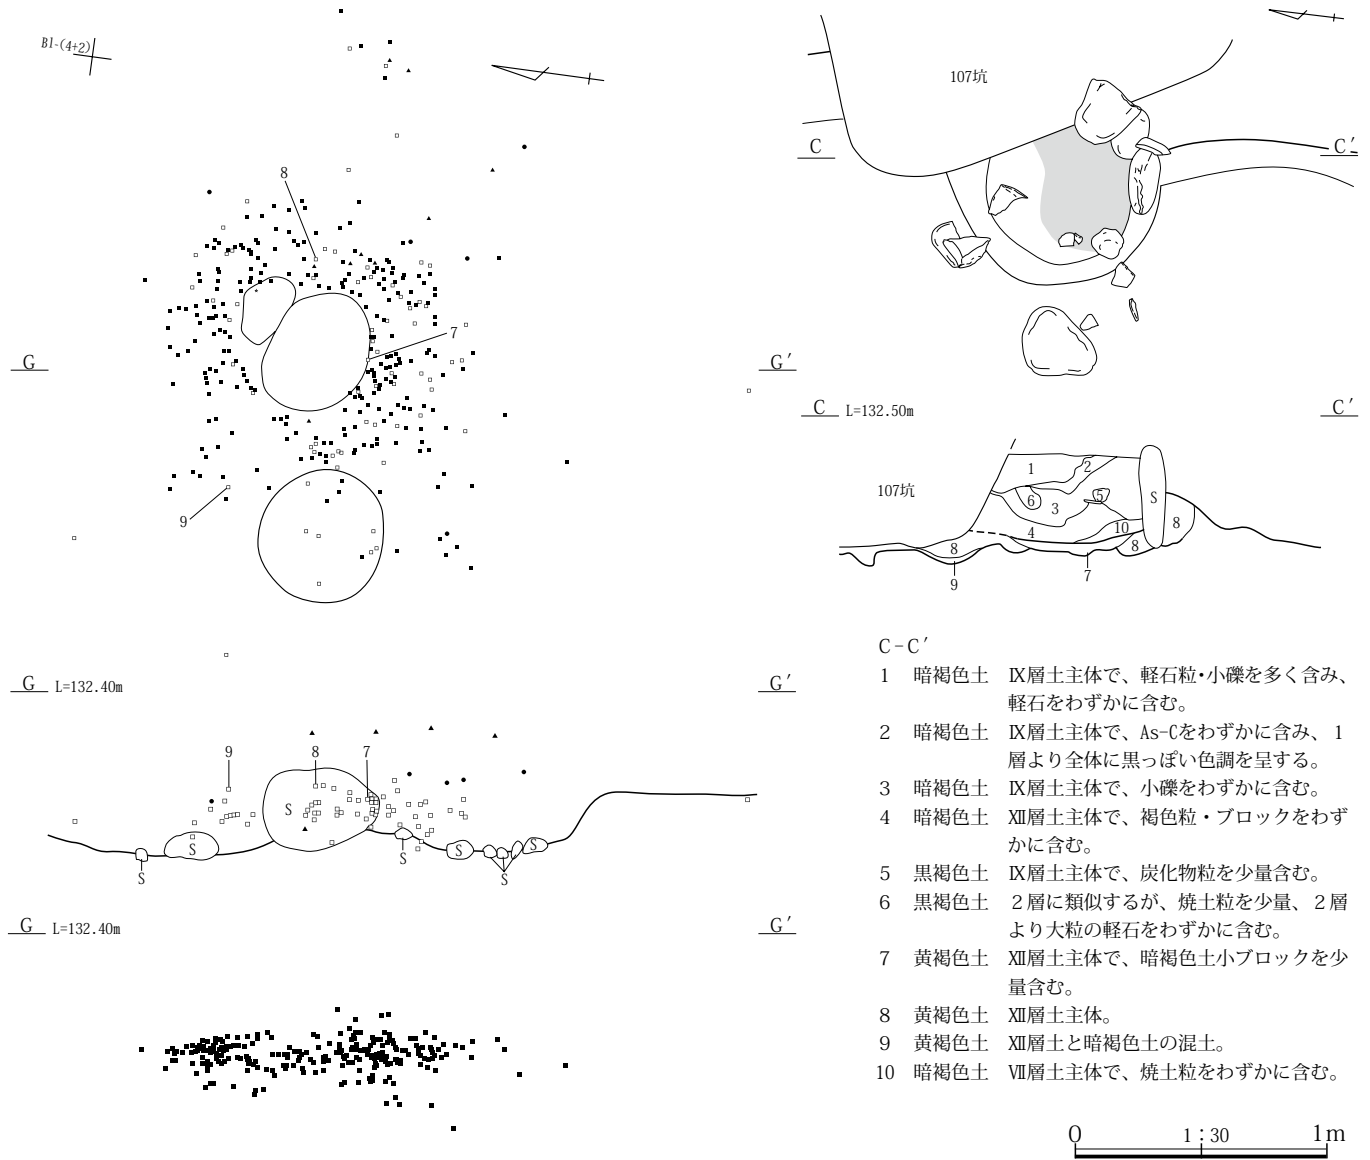 B1-(4+2)
8
7
9
G
G′
107坑
C
C′
C L=132.50m
C′
107坑
1
2
6
3
5
S
4
10
8
8
8
9
7
G L=132.40m
G′
9
8
7
S
S
S
S
S
S
S
G L=132.40m
G′
C-C′
1 暗褐色土 Ⅸ層土主体で、軽石粒・小礫を多く含み、
軽石をわずかに含む。
2 暗褐色土 Ⅸ層土主体で、As-Cをわずかに含み、1
層より全体に黒っぽい色調を呈する。
3 暗褐色土 Ⅸ層土主体で、小礫をわずかに含む。
4 暗褐色土 Ⅻ層土主体で、褐色粒・ブロックをわず
かに含む。
5 黒褐色土 Ⅸ層土主体で、炭化物粒を少量含む。
6 黒褐色土 2層に類似するが、焼土粒を少量、2層
より大粒の軽石をわずかに含む。
7 黄褐色土 Ⅻ層土主体で、暗褐色土小ブロックを少
量含む。
8 黄褐色土 Ⅻ層土主体。
9 黄褐色土 Ⅻ層土と暗褐色土の混土。
10 暗褐色土 Ⅶ層土主体で、焼土粒をわずかに含む。
0 1:30 1m